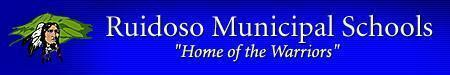 Ruidoso Municipal Schools
"Home of the Warriors"